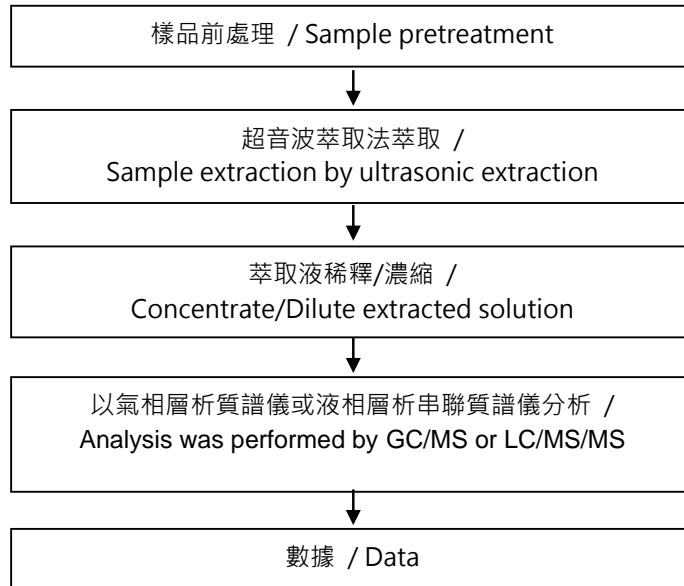 樣品前處理 / Sample pretreatment
超音波萃取法萃取 /
Sample extraction by ultrasonic extraction
萃取液稀釋/濃縮 /
Concentrate/Dilute extracted solution
以氣相層析質譜儀或液相層析串聯質譜儀分析 /
Analysis was performed by GC/MS or LC/MS/MS
數據 / Data